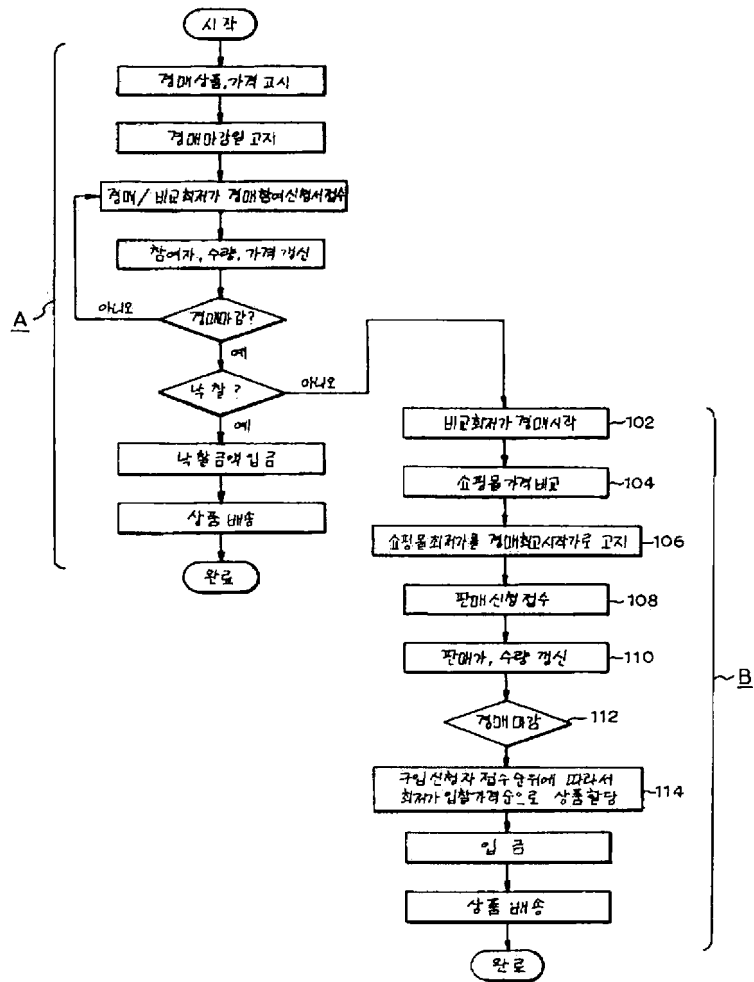 시작
경매상품,가격 고시
경매마감일 고지
경매/비교최저가 경매참여신청서접수
참여자, 수량, 가격 갱신
아니오
경매마감?
A
예
낙찰?
아니오
예
낙찰금액입금
상품 배송
완료
비교최저가 경매시작
102
쇼핑몰가격비교
104
쇼핑몰최저가를 경매최고시작가로 고지
106
판매신청접수
108
판매가, 수량 갱신
110
B
경매마감
112
구입신청자 접수순위에 따라서
최저가 입찰가격순으로 상품할당
114
입금
상품 배송
완료